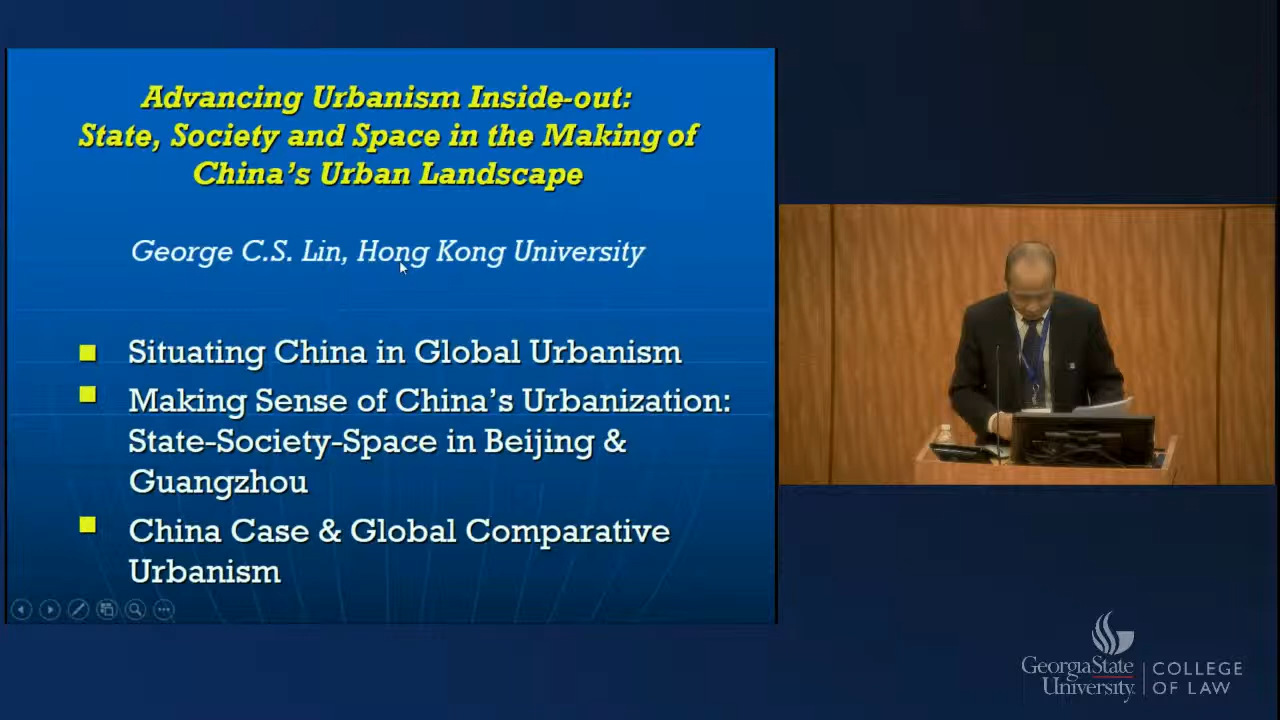 Advancing Urbanism Inside-out:
State, Society and Space in the Making of
China's Urban Landscape
George C.S. Lin, Hong Kong University
Situating China in Global Urbanism
Making Sense of China's Urbanization:
State-Society-Space in Beijing &
Guangzhou
China Case & Global Comparative
Urbanism
GeorgiaState
University
COLLEGE
OF LAW